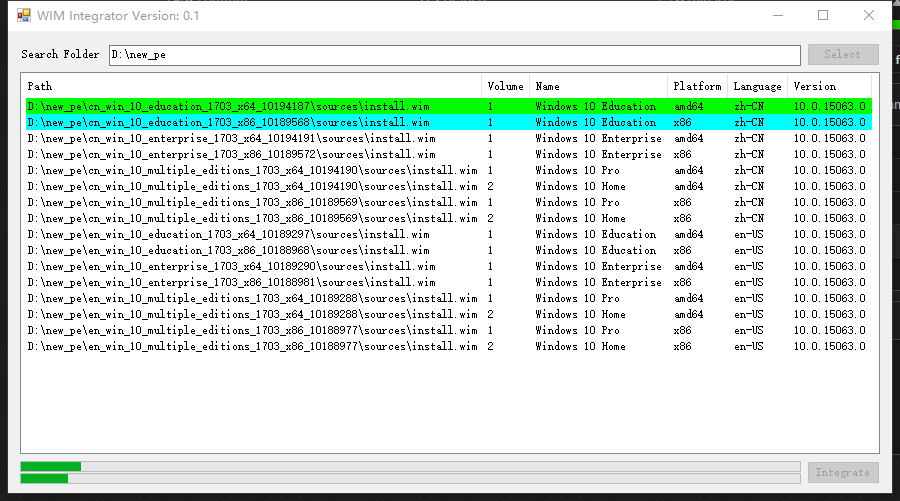 WIM Integrator Version: 0.1
Search Folder D:\new_pe Select
Path Volume Name Platform Language Version
D:\new_pe\cn_win_10_education_1703_x64_10194187\sources\install.wim 1 Windows 10 Education amd64 zh-CN 10.0.15063.0
D:\new_pe\cn_win_10_education_1703_x86_10189568\sources\install.wim 1 Windows 10 Education x86 zh-CN 10.0.15063.0
D:\new_pe\cn_win_10_enterprise_1703_x64_10194191\sources\install.wim 1 Windows 10 Enterprise amd64 zh-CN 10.0.15063.0
D:\new_pe\cn_win_10_enterprise_1703_x86_10189572\sources\install.wim 1 Windows 10 Enterprise x86 zh-CN 10.0.15063.0
D:\new_pe\cn_win_10_multiple_editions_1703_x64_10194190\sources\install.wim 1 Windows 10 Pro amd64 zh-CN 10.0.15063.0
D:\new_pe\cn_win_10_multiple_editions_1703_x64_10194190\sources\install.wim 2 Windows 10 Home amd64 zh-CN 10.0.15063.0
D:\new_pe\cn_win_10_multiple_editions_1703_x86_10189569\sources\install.wim 1 Windows 10 Pro x86 zh-CN 10.0.15063.0
D:\new_pe\cn_win_10_multiple_editions_1703_x86_10189569\sources\install.wim 2 Windows 10 Home x86 zh-CN 10.0.15063.0
D:\new_pe\en_win_10_education_1703_x64_10189297\sources\install.wim 1 Windows 10 Education amd64 en-US 10.0.15063.0
D:\new_pe\en_win_10_education_1703_x86_10188968\sources\install.wim 1 Windows 10 Education x86 en-US 10.0.15063.0
D:\new_pe\en_win_10_enterprise_1703_x64_10189290\sources\install.wim 1 Windows 10 Enterprise amd64 en-US 10.0.15063.0
D:\new_pe\en_win_10_enterprise_1703_x86_10188981\sources\install.wim 1 Windows 10 Enterprise x86 en-US 10.0.15063.0
D:\new_pe\en_win_10_multiple_editions_1703_x64_10189288\sources\install.wim 1 Windows 10 Pro amd64 en-US 10.0.15063.0
D:\new_pe\en_win_10_multiple_editions_1703_x64_10189288\sources\install.wim 2 Windows 10 Home amd64 en-US 10.0.15063.0
D:\new_pe\en_win_10_multiple_editions_1703_x86_10188977\sources\install.wim 1 Windows 10 Pro x86 en-US 10.0.15063.0
D:\new_pe\en_win_10_multiple_editions_1703_x86_10188977\sources\install.wim 2 Windows 10 Home x86 en-US 10.0.15063.0
Integrate